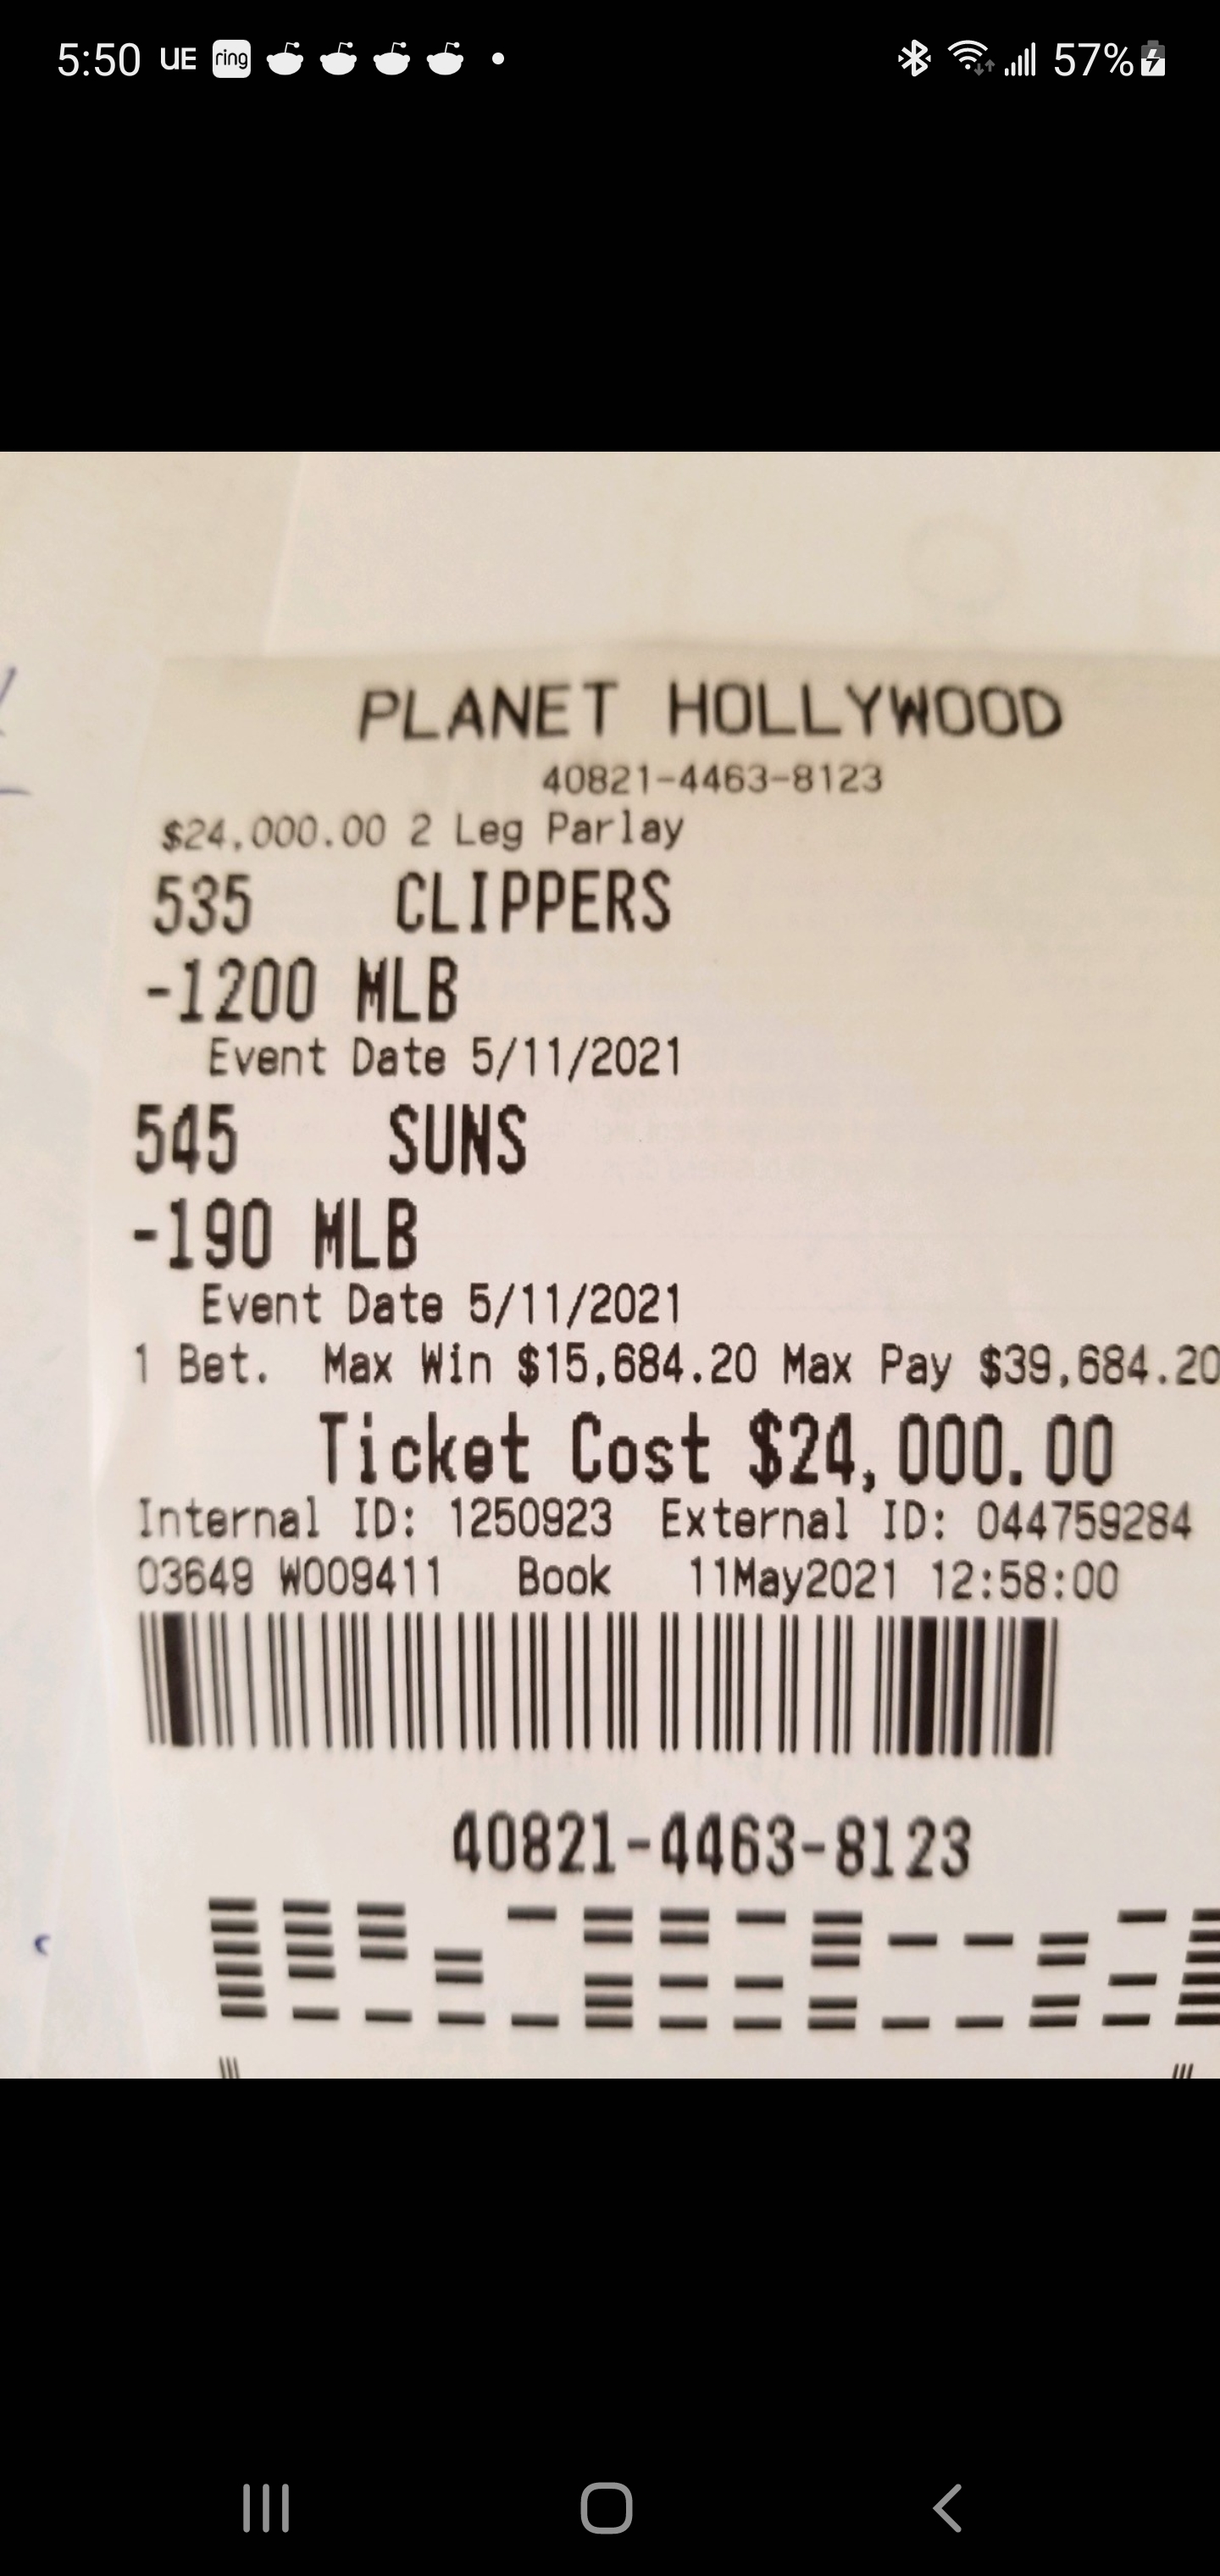 5:50 UE ring 57%
PLANET HOLLYWOOD
40821-4463-8123
$24,000.00 2 Leg Parlay
535 CLIPPERS
-1200 MLB
Event Date 5/11/2021
545 SUNS
-190 MLB
Event Date 5/11/2021
1 Bet. Max Win $15,684.20 Max Pay $39,684.20
Ticket Cost $24,000.00
Internal ID: 1250923 External ID: 044759284
03649 W009411 Book 11May2021 12:58:00
40821-4463-8123